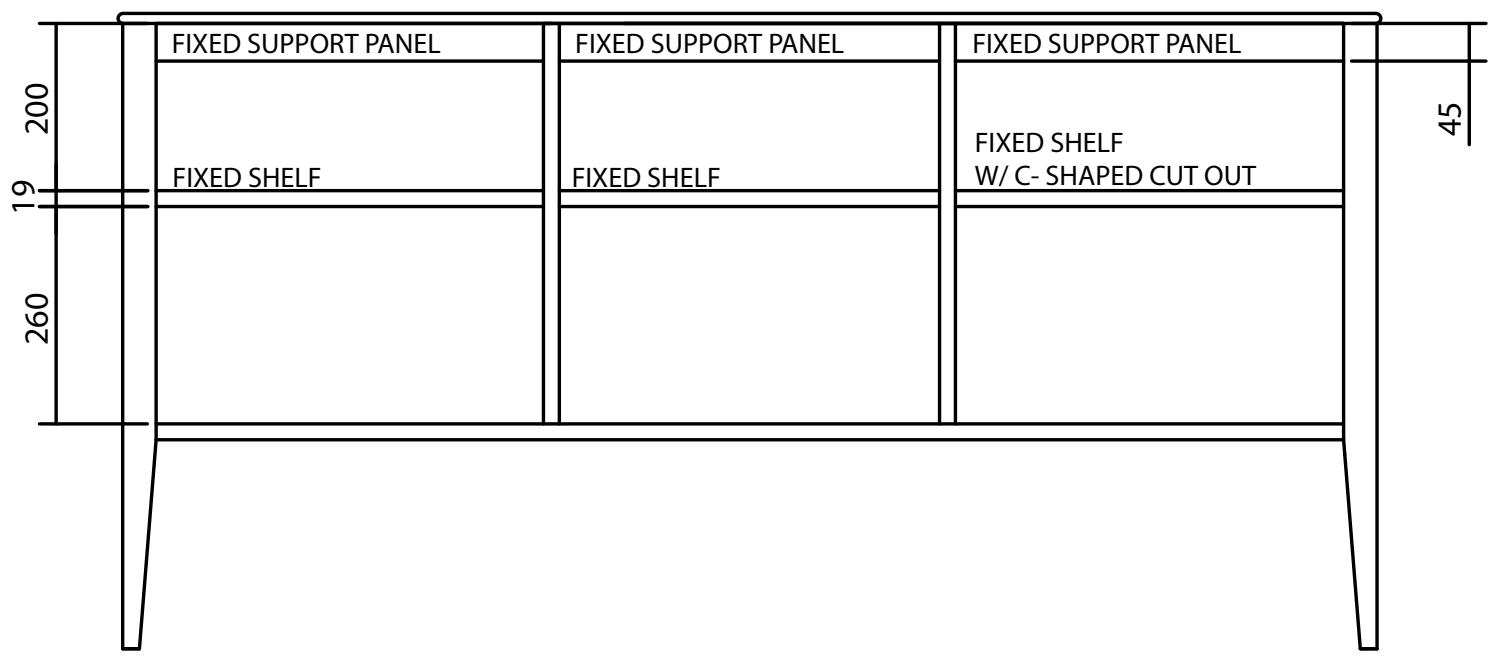 FIXED SUPPORT PANEL
FIXED SUPPORT PANEL
FIXED SUPPORT PANEL
200
45
FIXED SHELF
W/ C- SHAPED CUT OUT
FIXED SHELF
FIXED SHELF
19
260